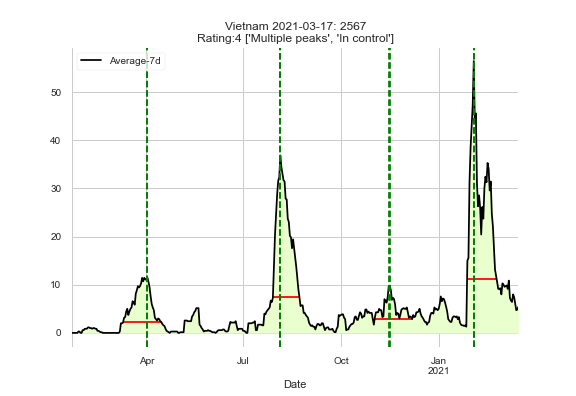 Vietnam 2021-03-17: 2567
Rating:4 ['Multiple peaks', 'In control']
Average-7d
50
40
30
20
10
0
Apr
Jul
Oct
Jan
2021
Date